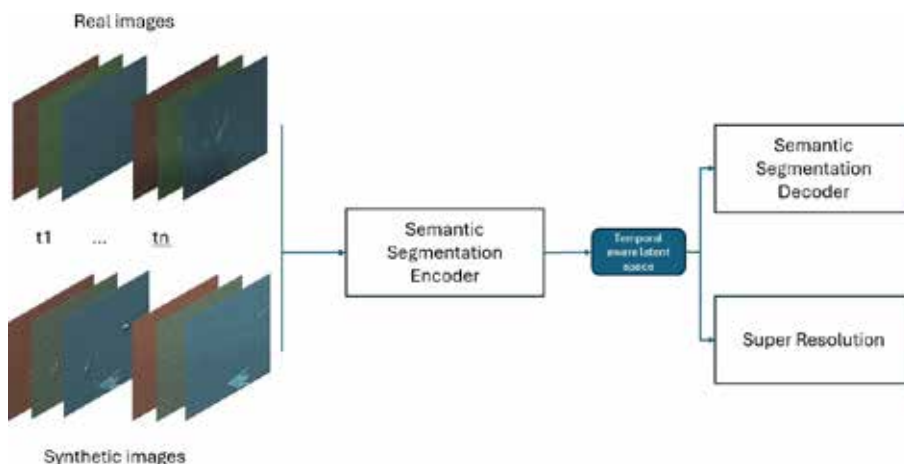 Real images
t1 ... tn
Synthetic images
Semantic
Segmentation
Encoder
Temporal
aware latent
space
Semantic
Segmentation
Decoder
Super Resolution